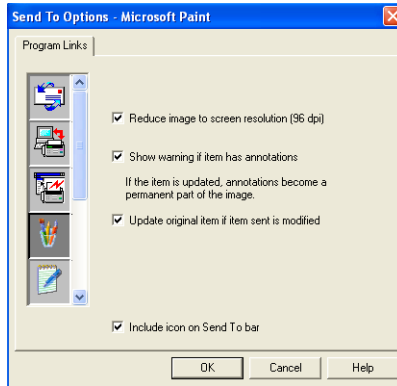 Send To Options - Microsoft Paint
Program Links
Reduce image to screen resolution (96 dpi)
Show warning if item has annotations
If the item is updated, annotations become a
permanent part of the image.
Update original item if item sent is modified
Include icon on Send To bar
OK
Cancel
Help